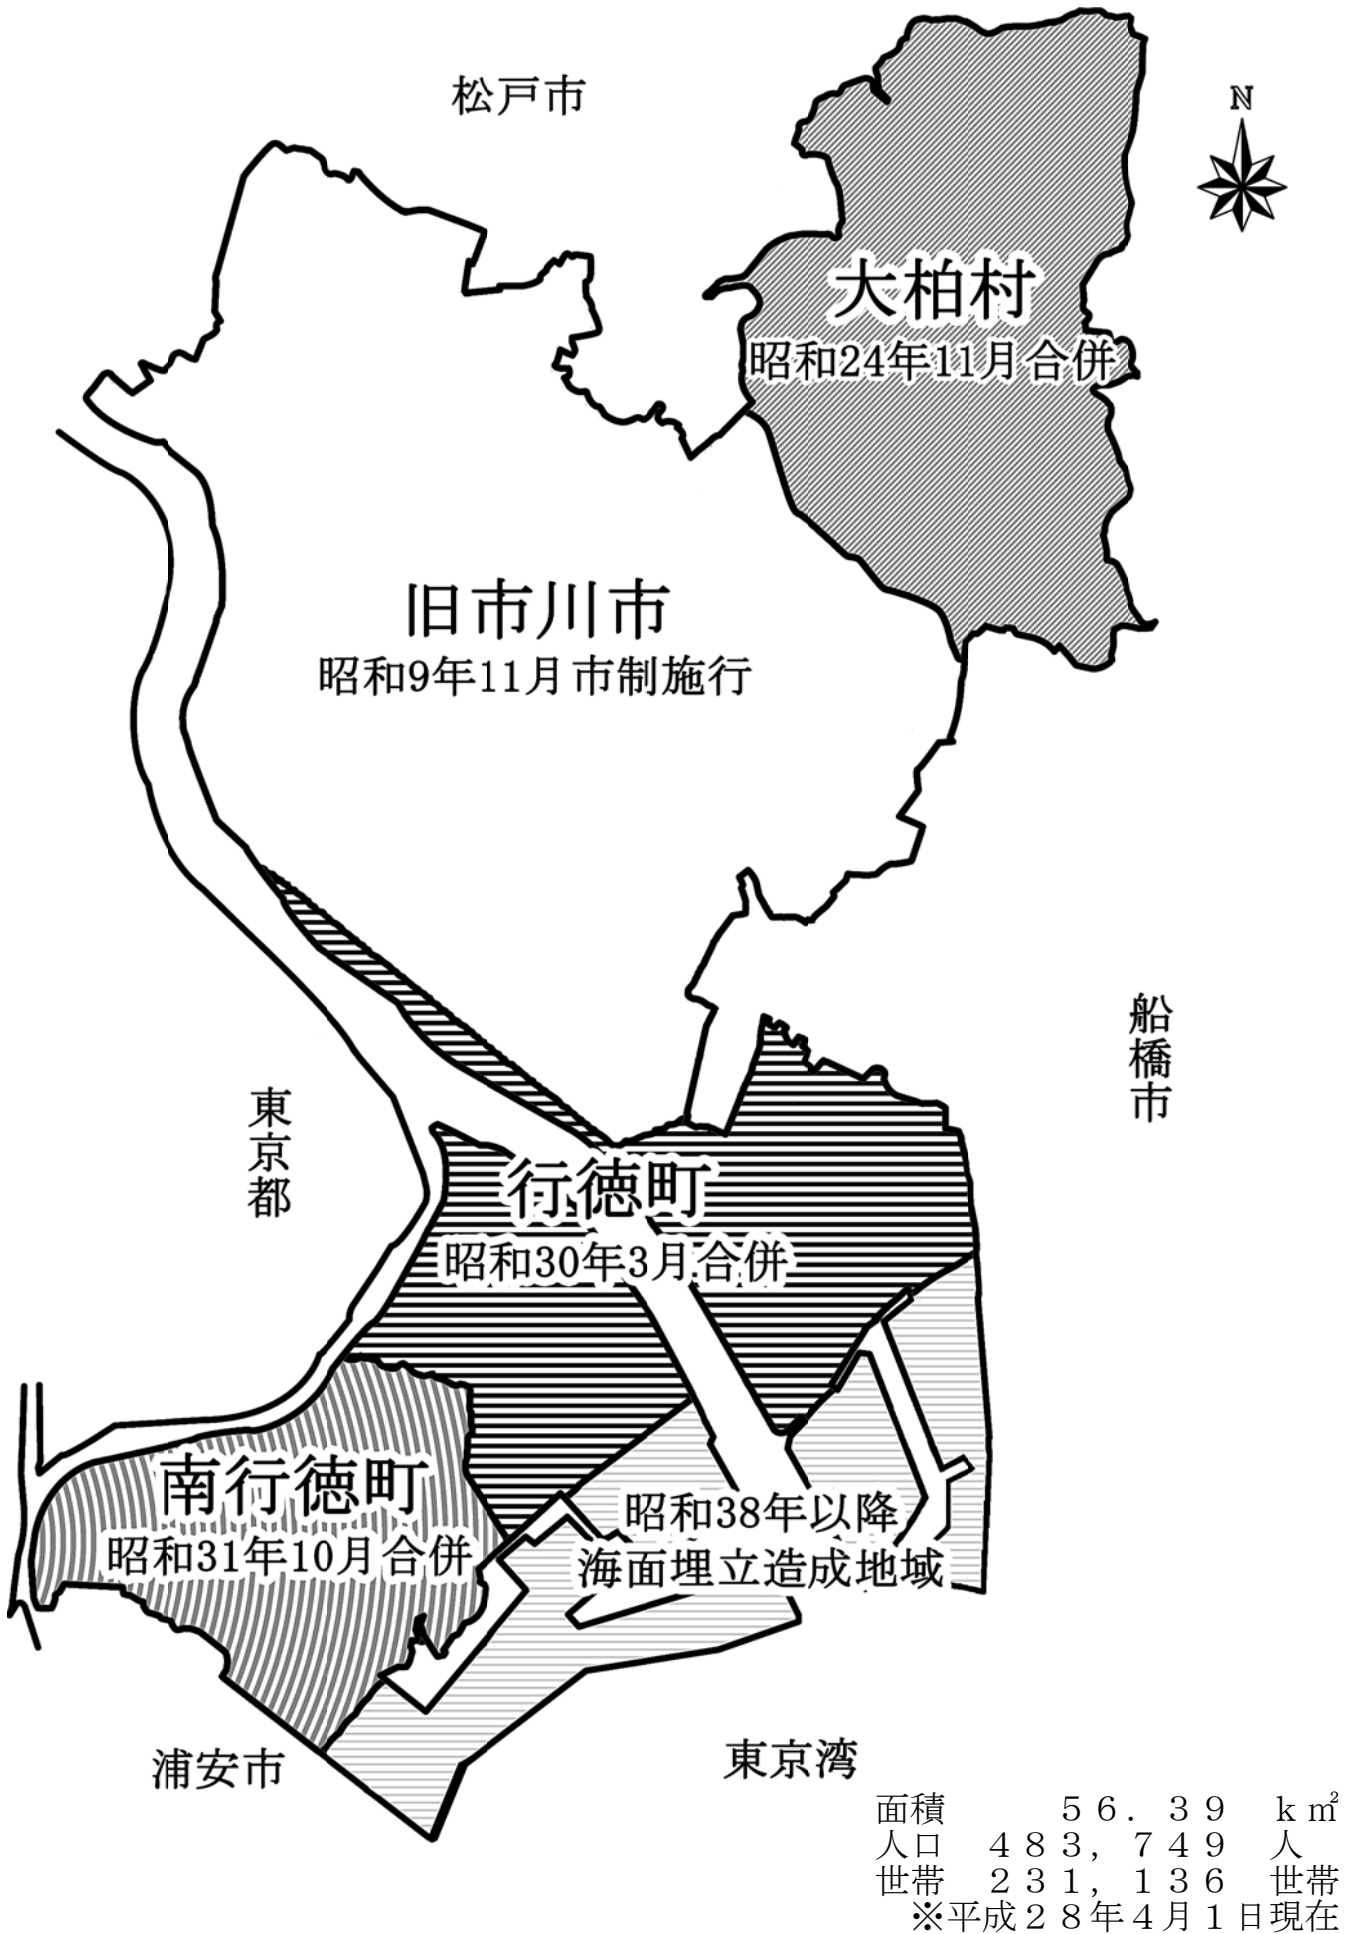 松戸市
N
大柏村
昭和24年11月合併
旧市川市
昭和9年11月市制施行
船橋市
東京都
行徳町
昭和30年3月合併
南行徳町
昭和31年10月合併
昭和38年以降
海面埋立造成地域
浦安市
東京湾
面積 ５６．３９ ｋ㎡
人口 ４８３，７４９ 人
世帯 ２３１，１３６ 世帯
※平成２８年４月１日現在